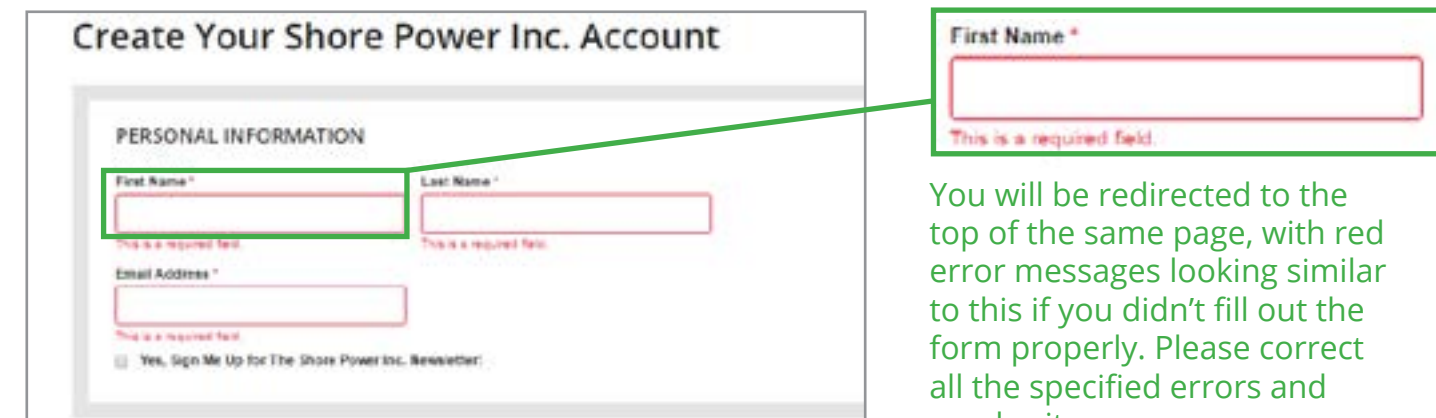 Create Your Shore Power Inc. Account
PERSONAL INFORMATION
First Name *
Last Name *
This is a required field.
This is a required field.
Email Address *
This is a required field.
Yes, Sign Me Up for The Shore Power Inc. Newsletter!
First Name *
This is a required field.
You will be redirected to the
top of the same page, with red
error messages looking similar
to this if you didn’t fill out the
form properly. Please correct
all the specified errors and